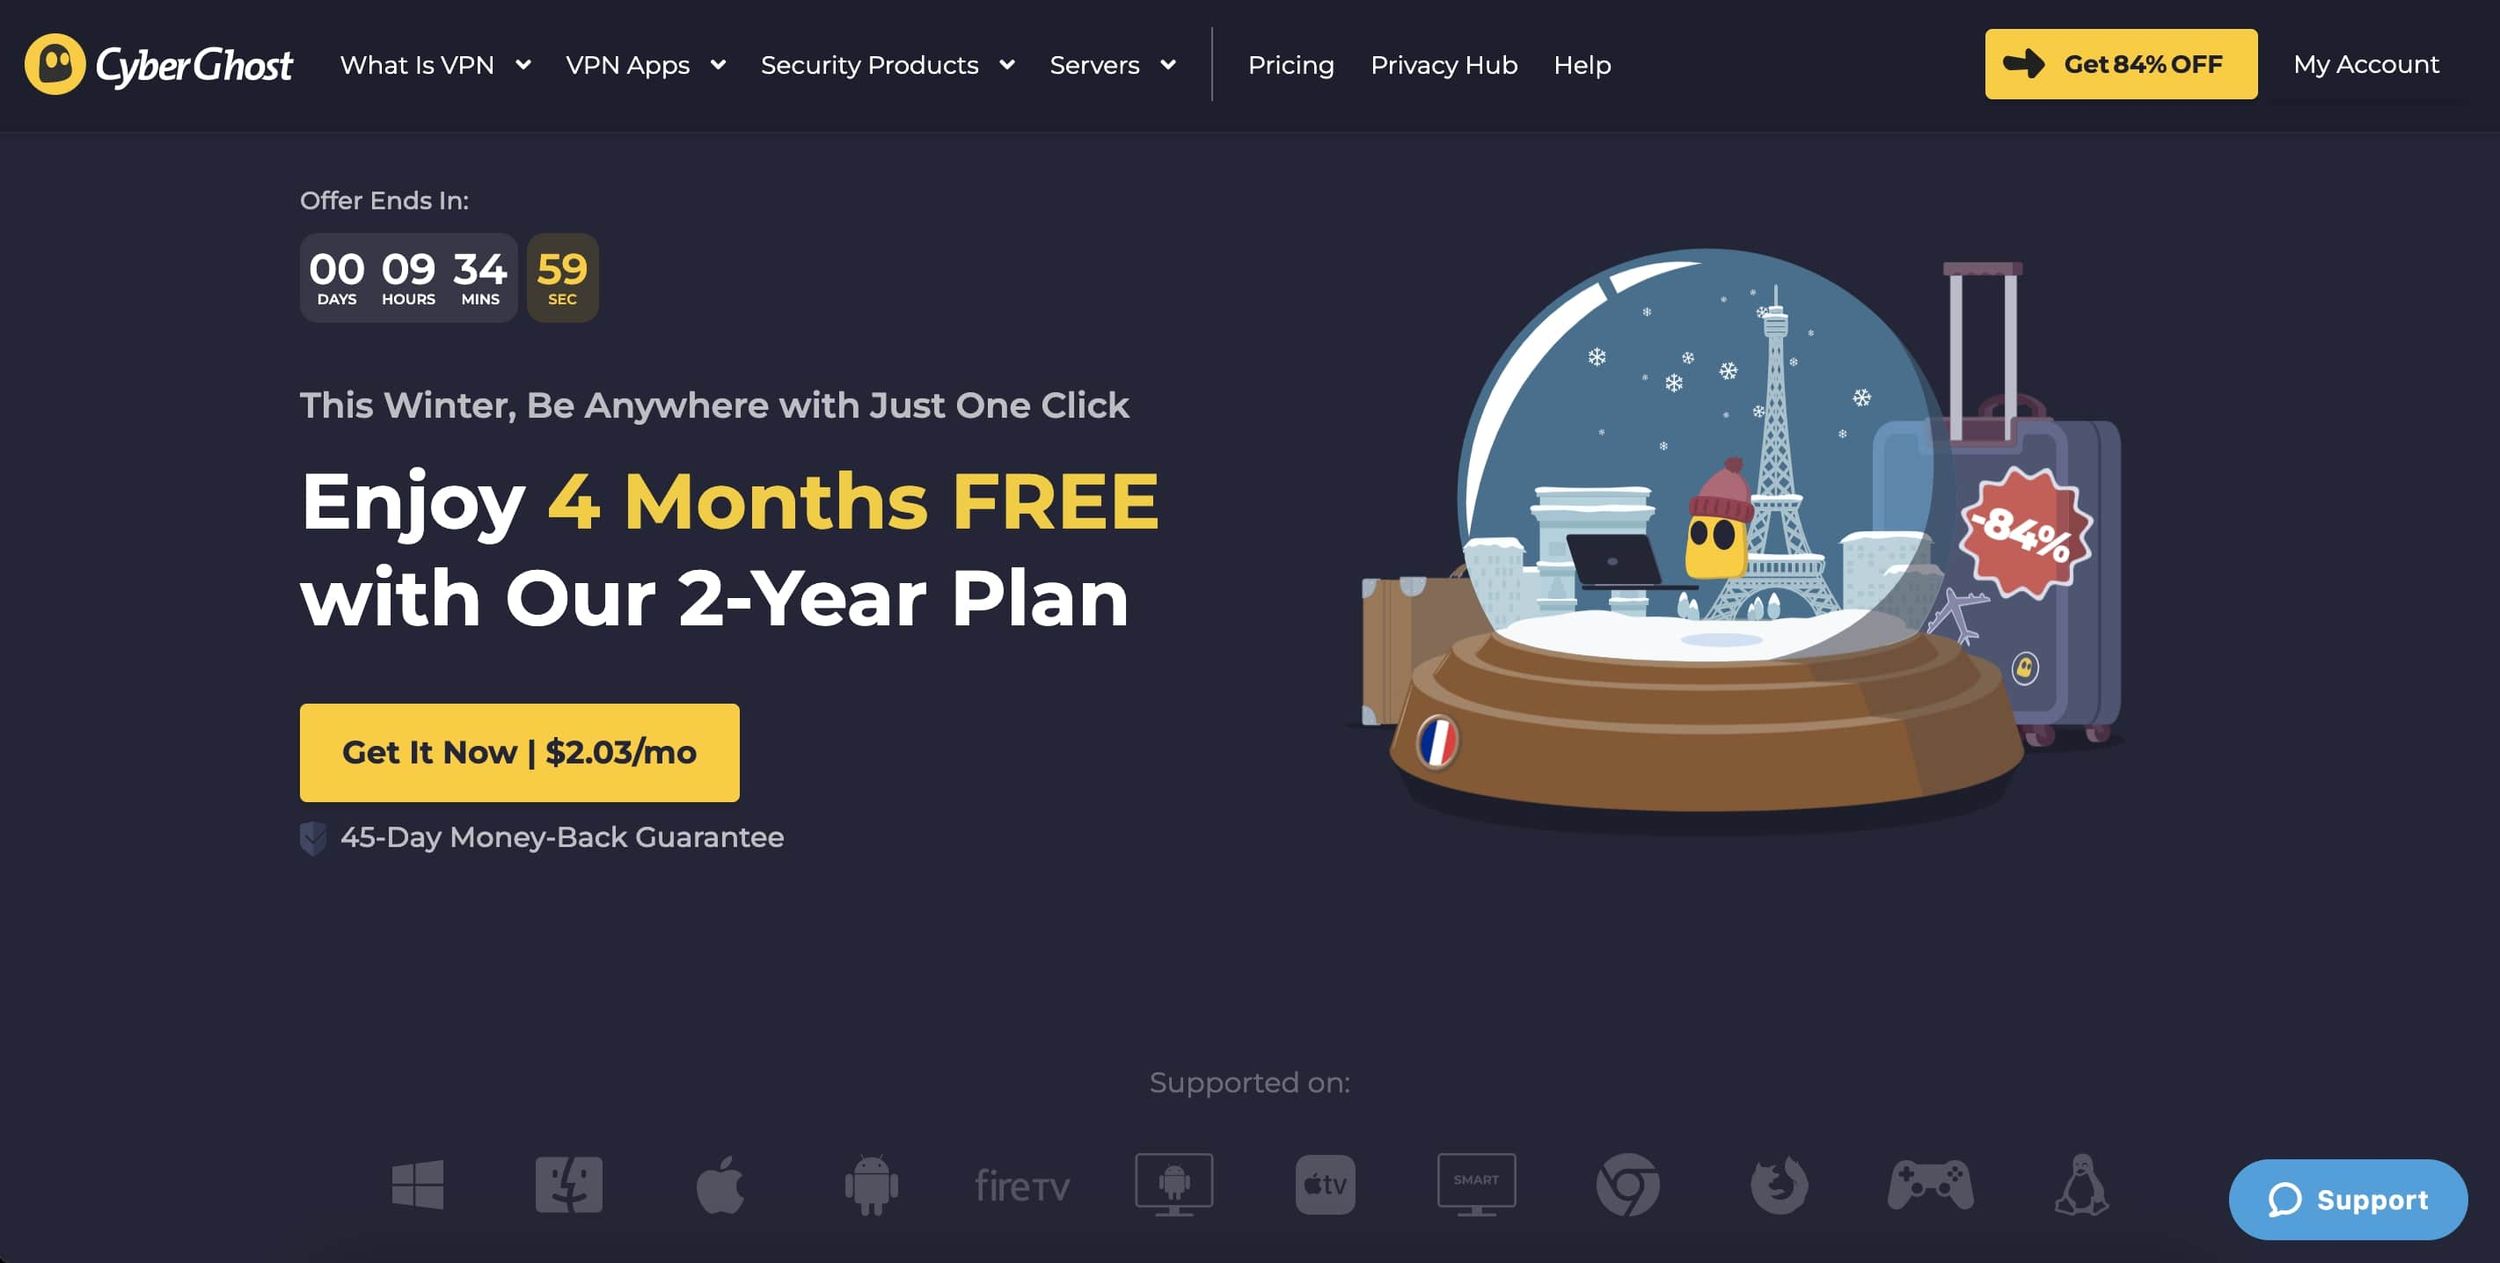 CyberGhost
What Is VPN
VPN Apps
Security Products
Servers
Pricing
Privacy Hub
Help
Get 84% OFF
My Account
Offer Ends In:
00 09 34 59
DAYS HOURS MINS SEC
This Winter, Be Anywhere with Just One Click
Enjoy 4 Months FREE
with Our 2-Year Plan
Get It Now | $2.03/mo
45-Day Money-Back Guarantee
-84%
Supported on:
fireTV
tv
SMART
Support